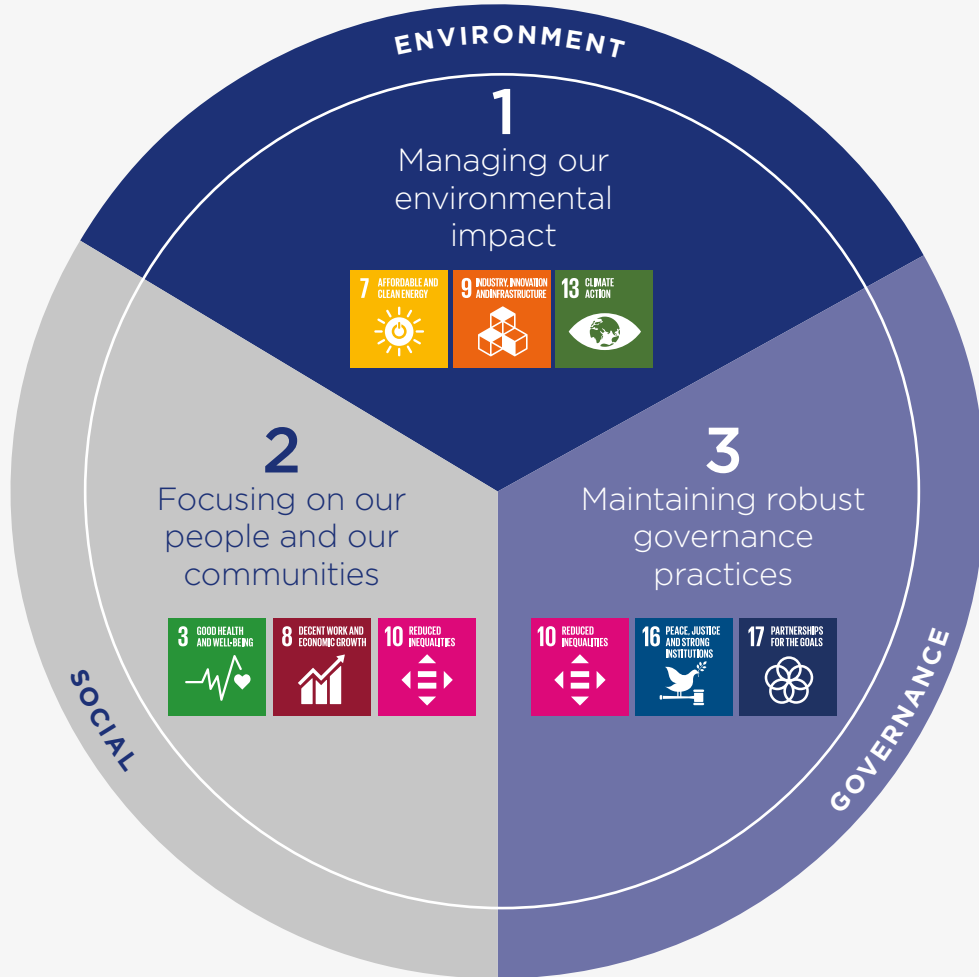 ENVIRONMENT
1
Managing our
environmental
impact
7 AFFORDABLE AND
CLEAN ENERGY
9 INDUSTRY, INNOVATION
AND INFRASTRUCTURE
13 CLIMATE
ACTION
2
Focusing on our
people and our
communities
3 GOOD HEALTH
AND WELL-BEING
8 DECENT WORK AND
ECONOMIC GROWTH
10 REDUCED
INEQUALITIES
SOCIAL
3
Maintaining robust
governance
practices
10 REDUCED
INEQUALITIES
16 PEACE, JUSTICE
AND STRONG
INSTITUTIONS
17 PARTNERSHIPS
FOR THE GOALS
GOVERNANCE